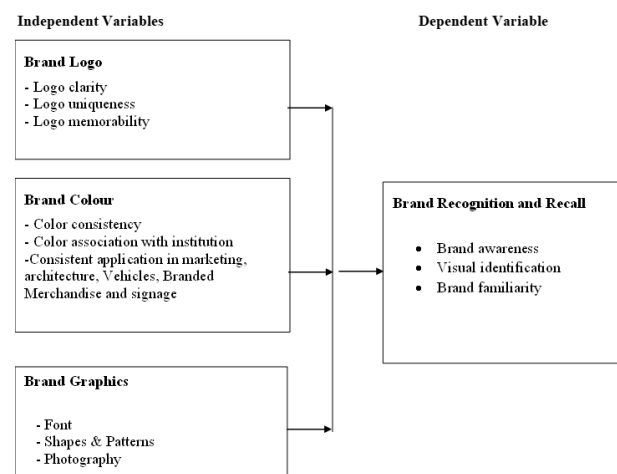 Independent Variables
Dependent Variable
Brand Logo
- Logo clarity
- Logo uniqueness
- Logo memorability
Brand Colour
- Color consistency
- Color association with institution
-Consistent application in marketing,
architecture, Vehicles, Branded
Merchandise and signage
Brand Recognition and Recall
• Brand awareness
• Visual identification
• Brand familiarity
Brand Graphics
- Font
- Shapes & Patterns
- Photography